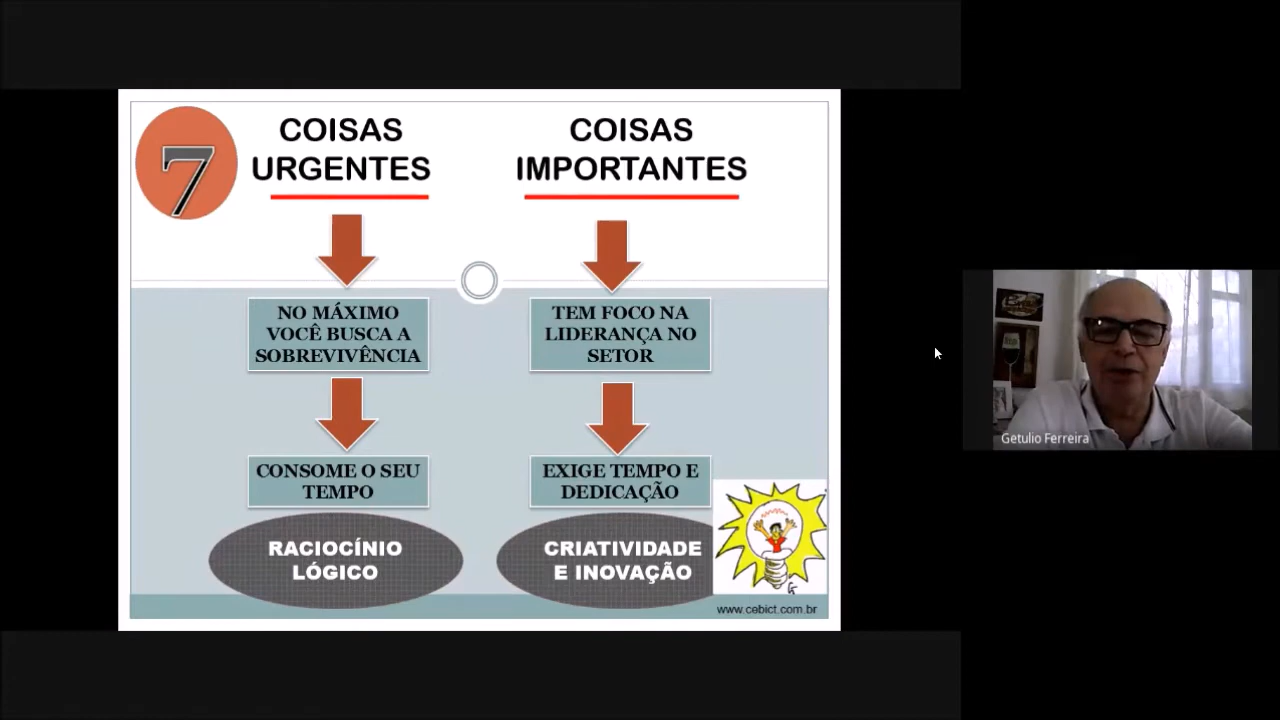 7
COISAS
URGENTES
NO MÁXIMO
VOCÊ BUSCA A
SOBREVIVÊNCIA
CONSOME O SEU
TEMPO
RACIOCÍNIO
LÓGICO
COISAS
IMPORTANTES
TEM FOCO NA
LIDERANÇA NO
SETOR
EXIGE TEMPO E
DEDICAÇÃO
CRIATIVIDADE
E INOVAÇÃO
www.cebict.com.br
Getulio Ferreira